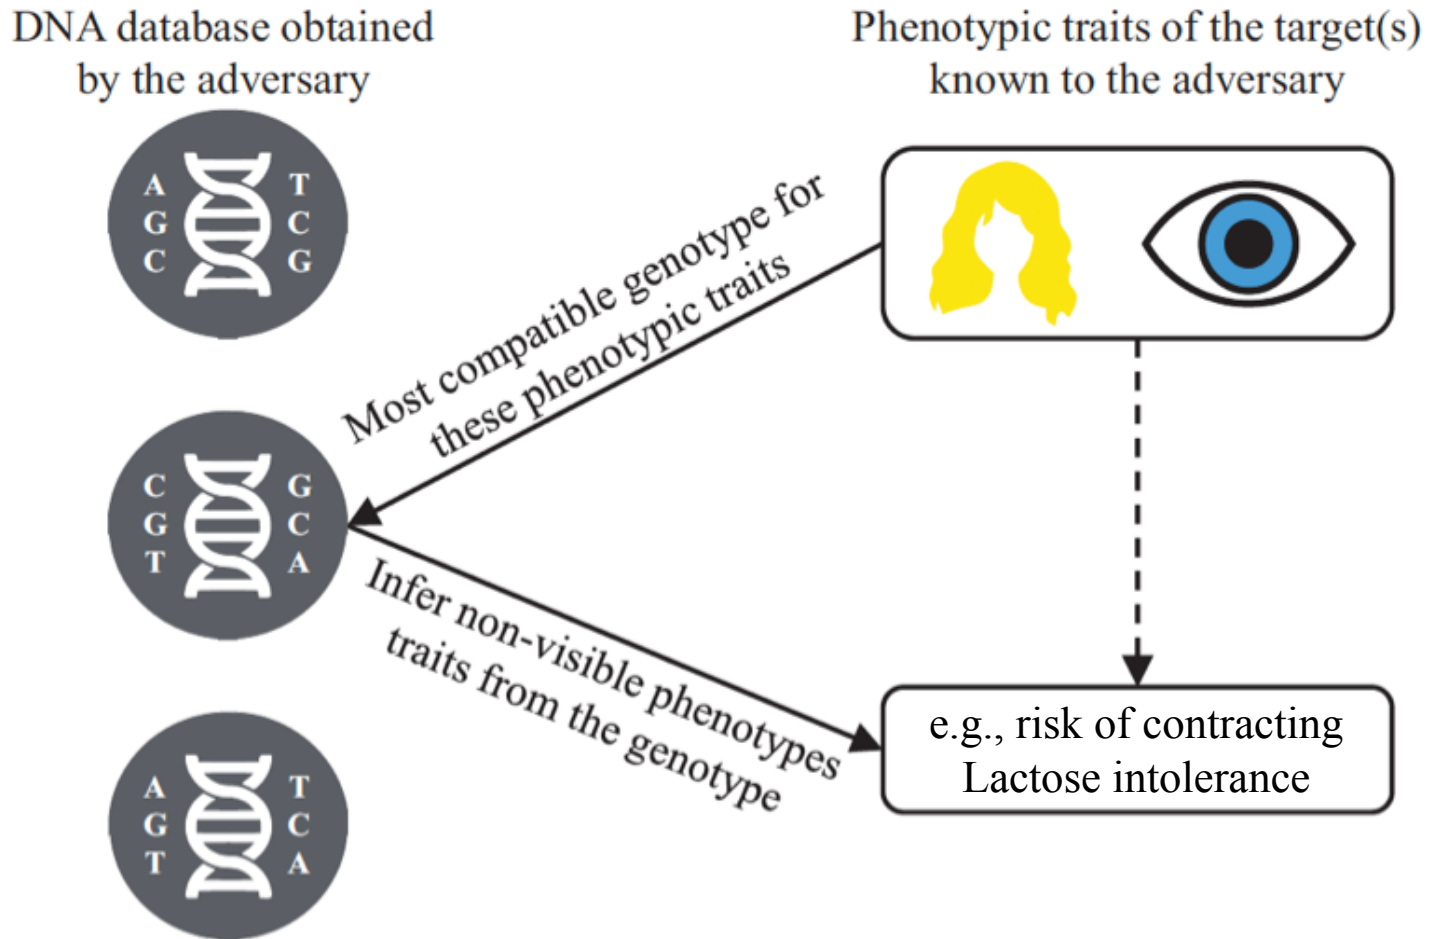 DNA database obtained
by the adversary
Phenotypic traits of the target(s)
known to the adversary
A T
G C
C G
Most compatible genotype for
these phenotypic traits
C G
G C
T A
Infer non-visible phenotypes
traits from the genotype
e.g., risk of contracting
Lactose intolerance
A T
G C
T A